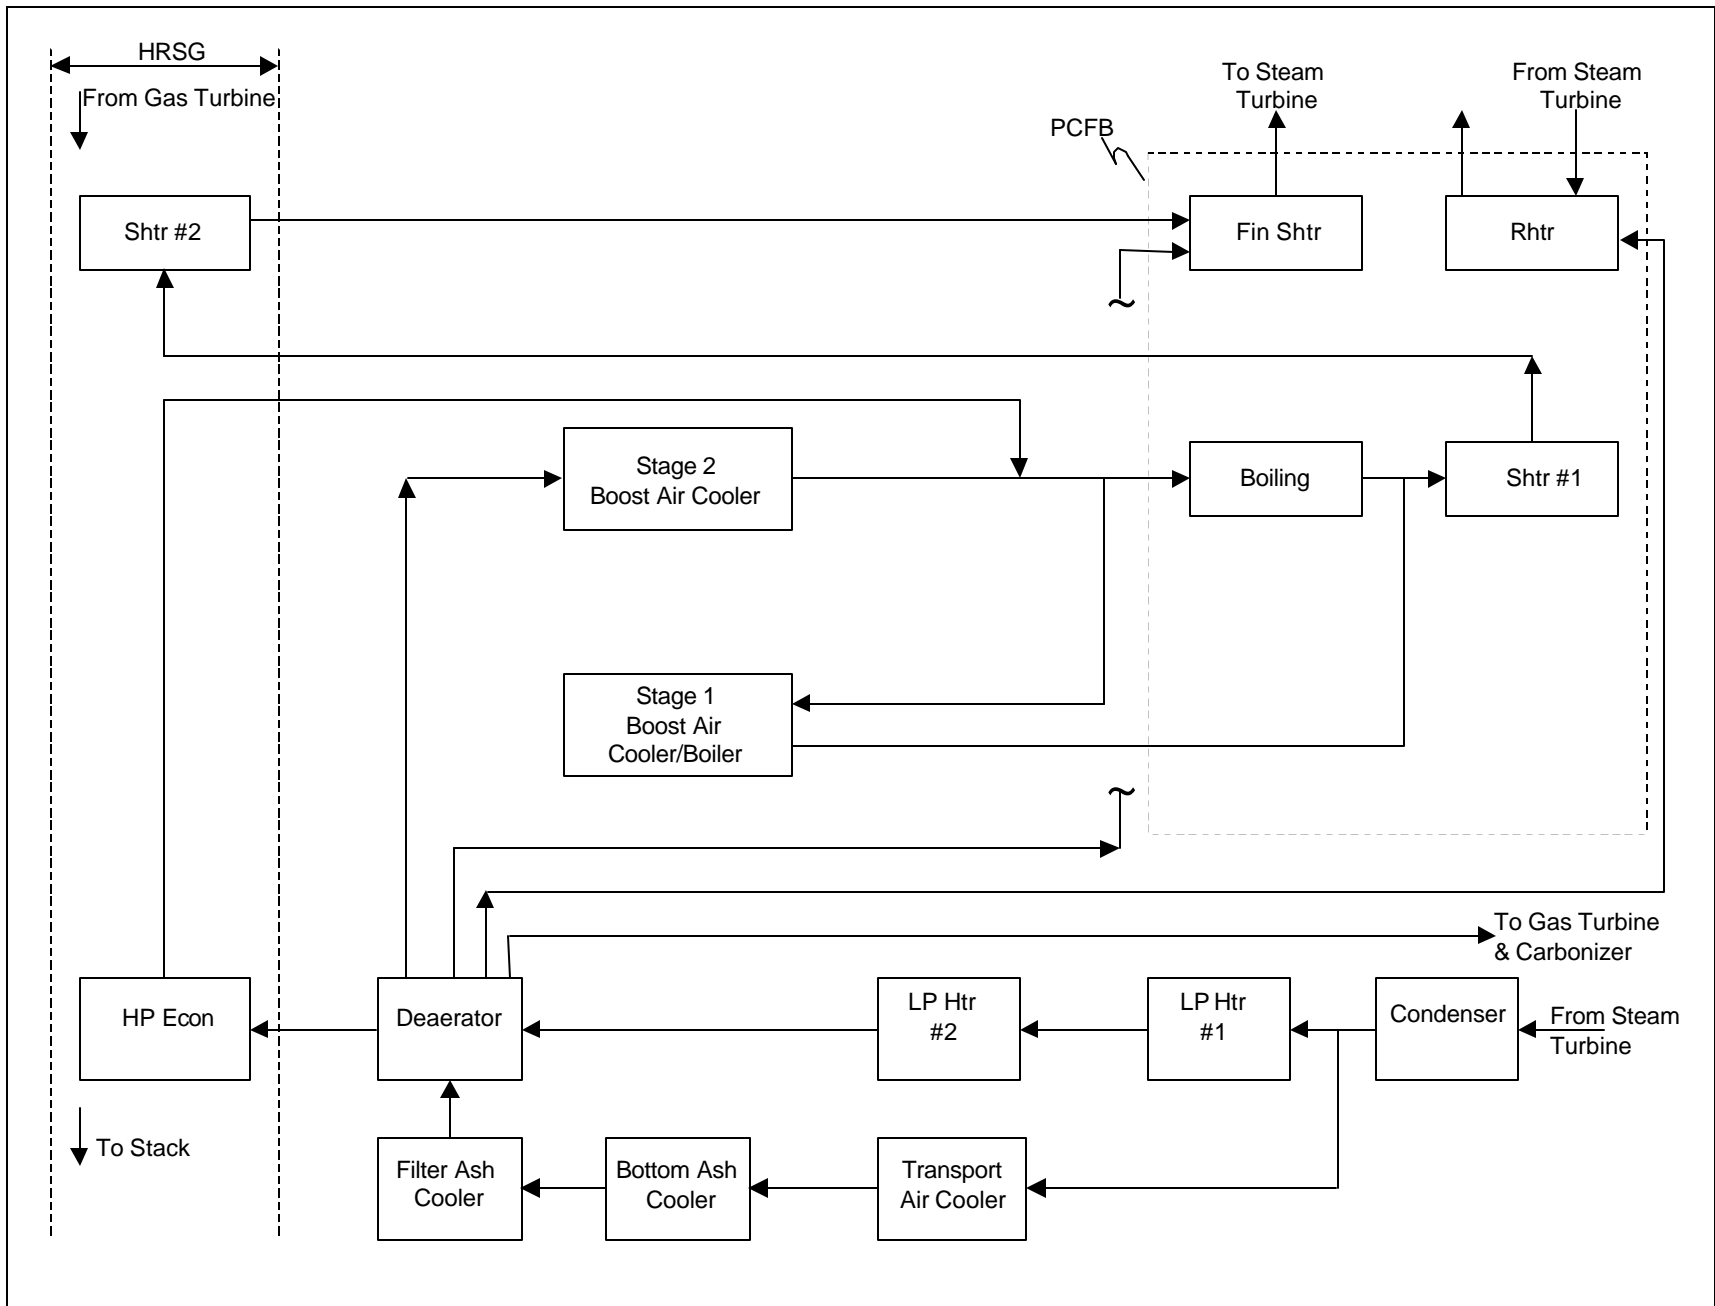 HRSG
From Gas Turbine
To Steam
Turbine
From Steam
Turbine
PCFB
Shtr #2
Fin Shtr
Rhtr
Stage 2
Boost Air Cooler
Boiling
Shtr #1
Stage 1
Boost Air
Cooler/Boiler
To Gas Turbine
& Carbonizer
HP Econ
Deaerator
LP Htr
#2
LP Htr
#1
Condenser
From Steam
Turbine
To Stack
Filter Ash
Cooler
Bottom Ash
Cooler
Transport
Air Cooler